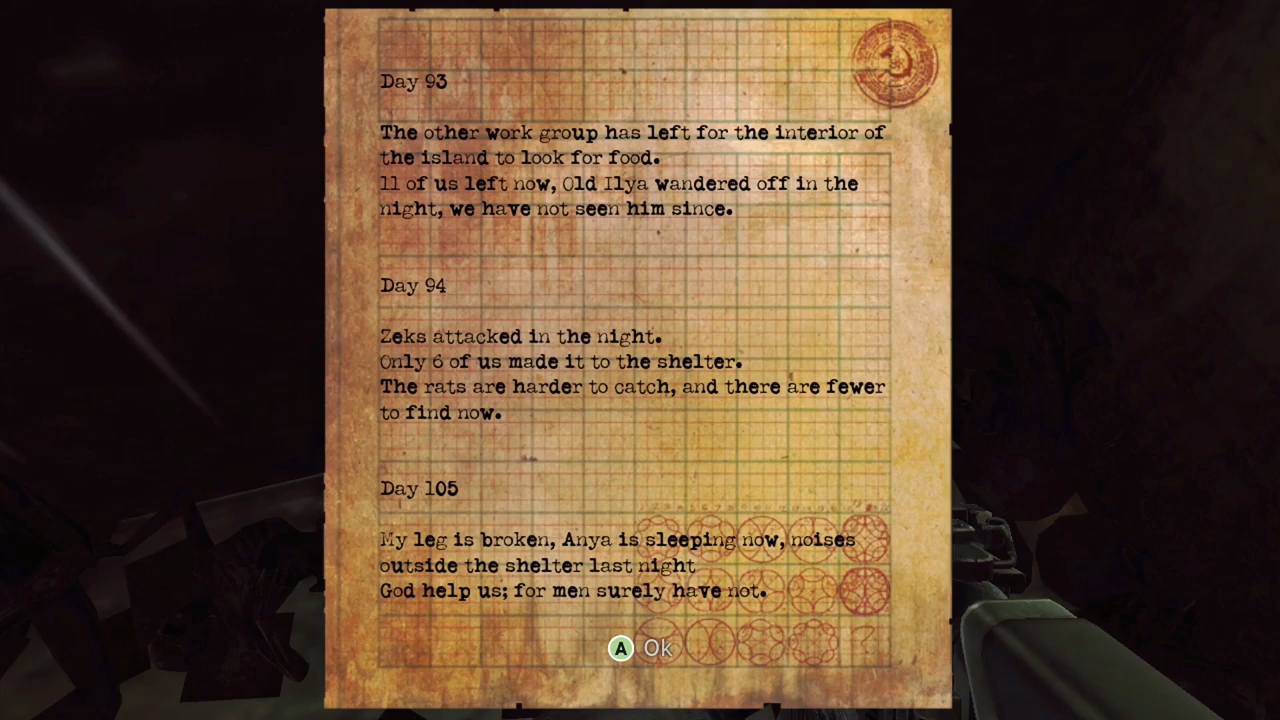 Day 93
The other work group has left for the interior of
the island to look for food.
11 of us left now, Old Ilya wandered off in the
night, we have not seen him since.
Day 94
Zeks attacked in the night.
Only 6 of us made it to the shelter.
The rats are harder to catch, and there are fewer
to find now.
Day 105
My leg is broken, Anya is sleeping now, noises
outside the shelter last night
God help us; for men surely have not.
A Ok